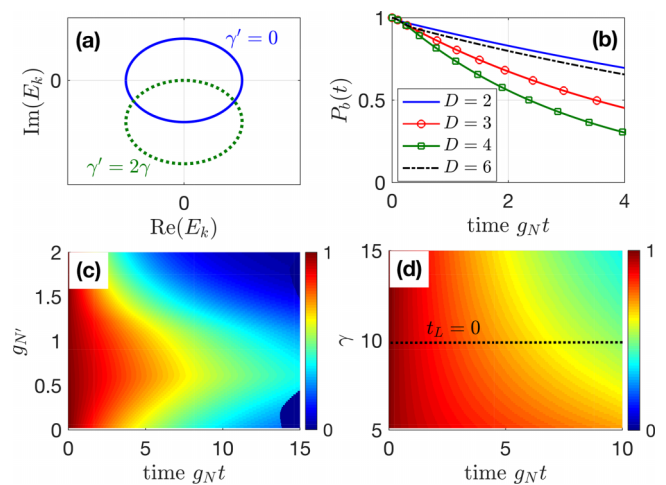 (a)
γ′ = 0
Im(E_k)
0
γ′ = 2γ
0
Re(E_k)
(b)
1
P_b(t)
0.5
0
D = 2
D = 3
D = 4
D = 6
0 2 4
time g_N t
(c)
2
1.5
g_{N′}
1
0.5
0
0 5 10 15
time g_N t
1
0
(d)
15
γ
10
5
t_L = 0
0 5 10
time g_N t
1
0